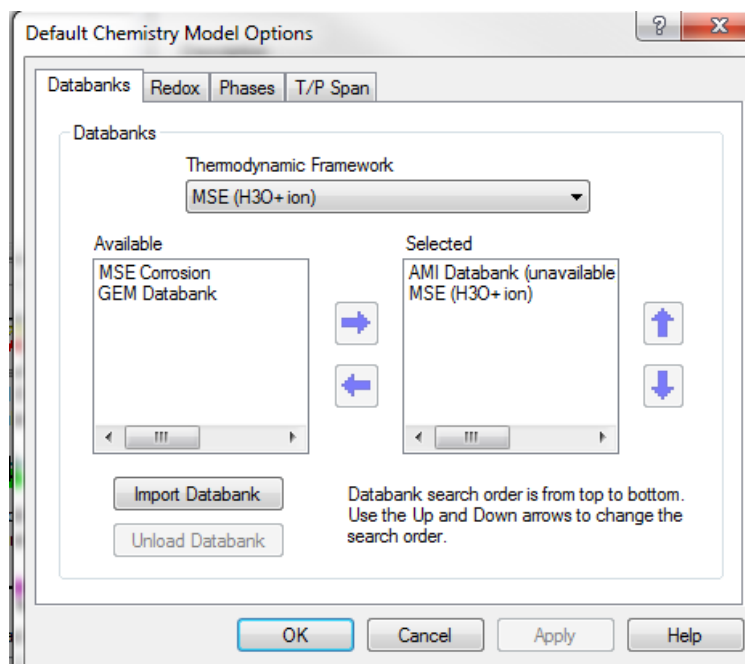 Default Chemistry Model Options
Databanks Redox Phases T/P Span
Databanks
Thermodynamic Framework
MSE (H3O+ ion)
Available
MSE Corrosion
GEM Databank
Selected
AMI Databank (unavailable
MSE (H3O+ ion)
Import Databank
Unload Databank
Databank search order is from top to bottom.
Use the Up and Down arrows to change the
search order.
OK Cancel Apply Help